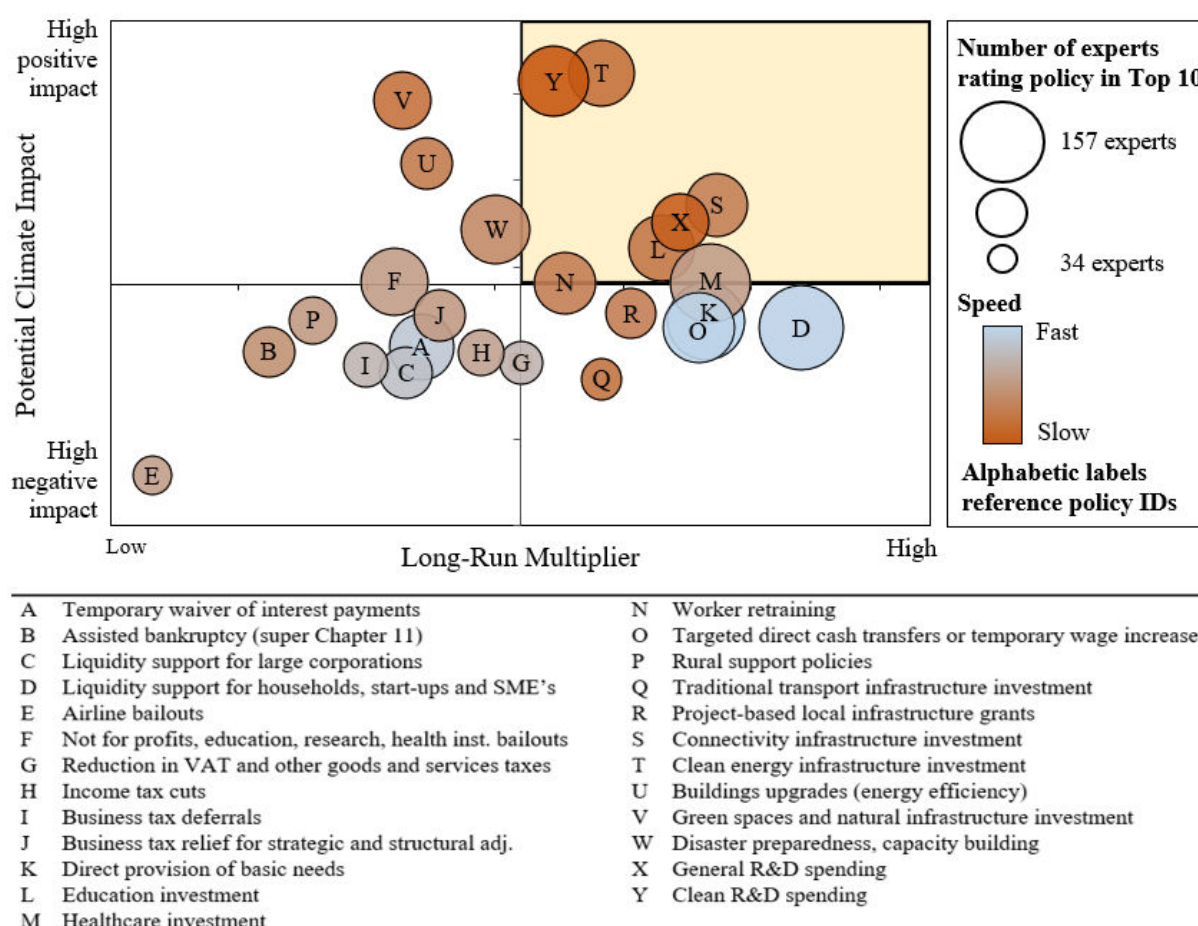 High
positive
impact
Potential Climate Impact
High
negative
impact
Low
Long-Run Multiplier
High
Y
T
V
U
S
X
W
L
F
N
M
P
J
R
K
O
D
B
A
I
C
H
G
Q
E
Number of experts
rating policy in Top 10
157 experts
34 experts
Speed
Fast
Slow
Alphabetic labels
reference policy IDs
A Temporary waiver of interest payments
B Assisted bankruptcy (super Chapter 11)
C Liquidity support for large corporations
D Liquidity support for households, start-ups and SME's
E Airline bailouts
F Not for profits, education, research, health inst. bailouts
G Reduction in VAT and other goods and services taxes
H Income tax cuts
I Business tax deferrals
J Business tax relief for strategic and structural adj.
K Direct provision of basic needs
L Education investment
M Healthcare investment
N Worker retraining
O Targeted direct cash transfers or temporary wage increase
P Rural support policies
Q Traditional transport infrastructure investment
R Project-based local infrastructure grants
S Connectivity infrastructure investment
T Clean energy infrastructure investment
U Buildings upgrades (energy efficiency)
V Green spaces and natural infrastructure investment
W Disaster preparedness, capacity building
X General R&D spending
Y Clean R&D spending